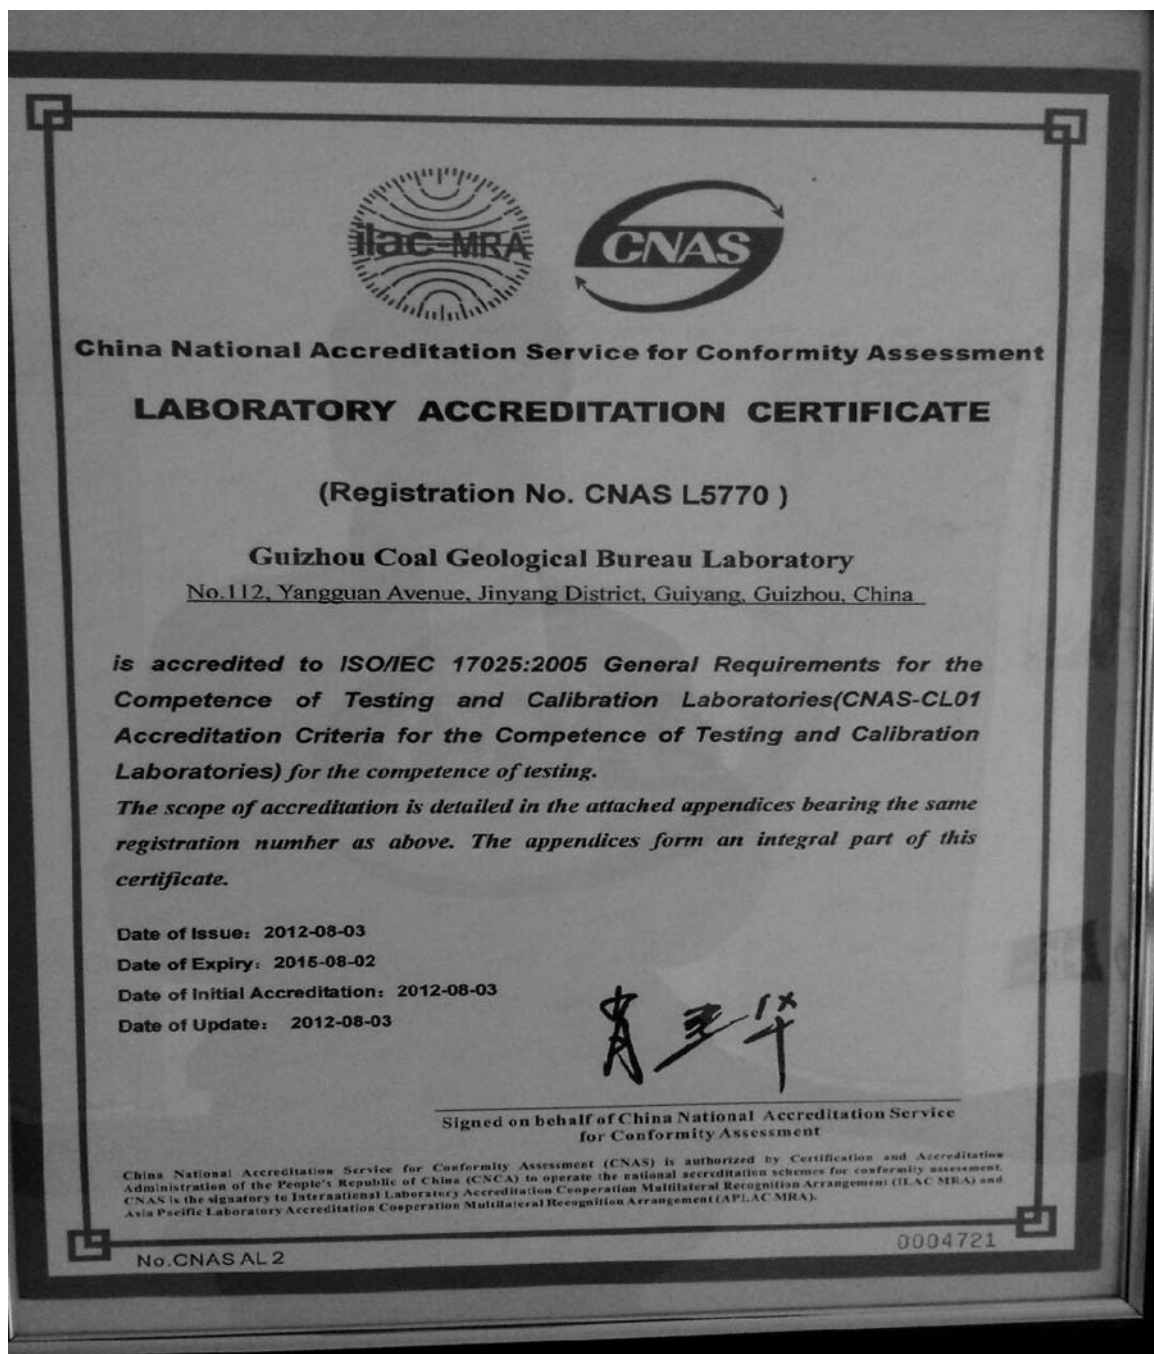 ilac-MRA
CNAS
China National Accreditation Service for Conformity Assessment
LABORATORY ACCREDITATION CERTIFICATE
(Registration No. CNAS L5770 )
Guizhou Coal Geological Bureau Laboratory
No.112, Yangguan Avenue, Jinyang District, Guiyang, Guizhou, China
is accredited to ISO/IEC 17025:2005 General Requirements for the
Competence of Testing and Calibration Laboratories(CNAS-CL01
Accreditation Criteria for the Competence of Testing and Calibration
Laboratories) for the competence of testing.
The scope of accreditation is detailed in the attached appendices bearing the same
registration number as above. The appendices form an integral part of this
certificate.
Date of Issue: 2012-08-03
Date of Expiry: 2015-08-02
Date of Initial Accreditation: 2012-08-03
Date of Update: 2012-08-03
Signed on behalf of China National Accreditation Service
for Conformity Assessment
China National Accreditation Service for Conformity Assessment (CNAS) is authorized by Certification and Accreditation
Administration of the People's Republic of China (CNCA) to operate the national accreditation schemes for conformity assessment.
CNAS is the signatory to International Laboratory Accreditation Cooperation Multilateral Recognition Arrangement (ILAC MRA) and
Asia Pacific Laboratory Accreditation Cooperation Multilateral Recognition Arrangement (APLAC MRA).
No.CNAS AL 2
0004721